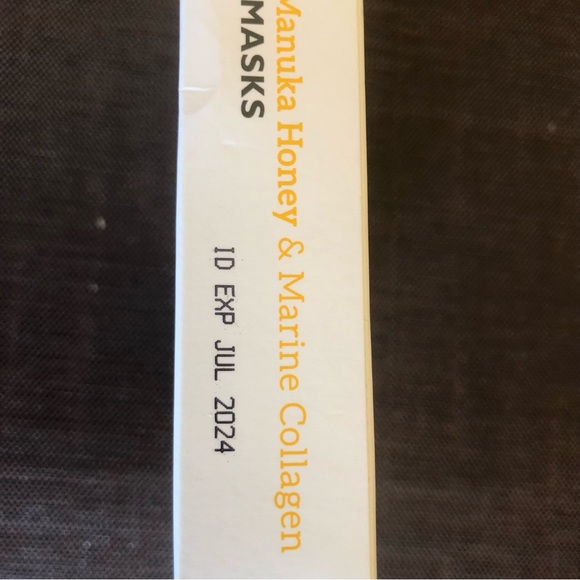 Manuka Honey & Marine Collagen
MASKS
ID EXP JUL 2024